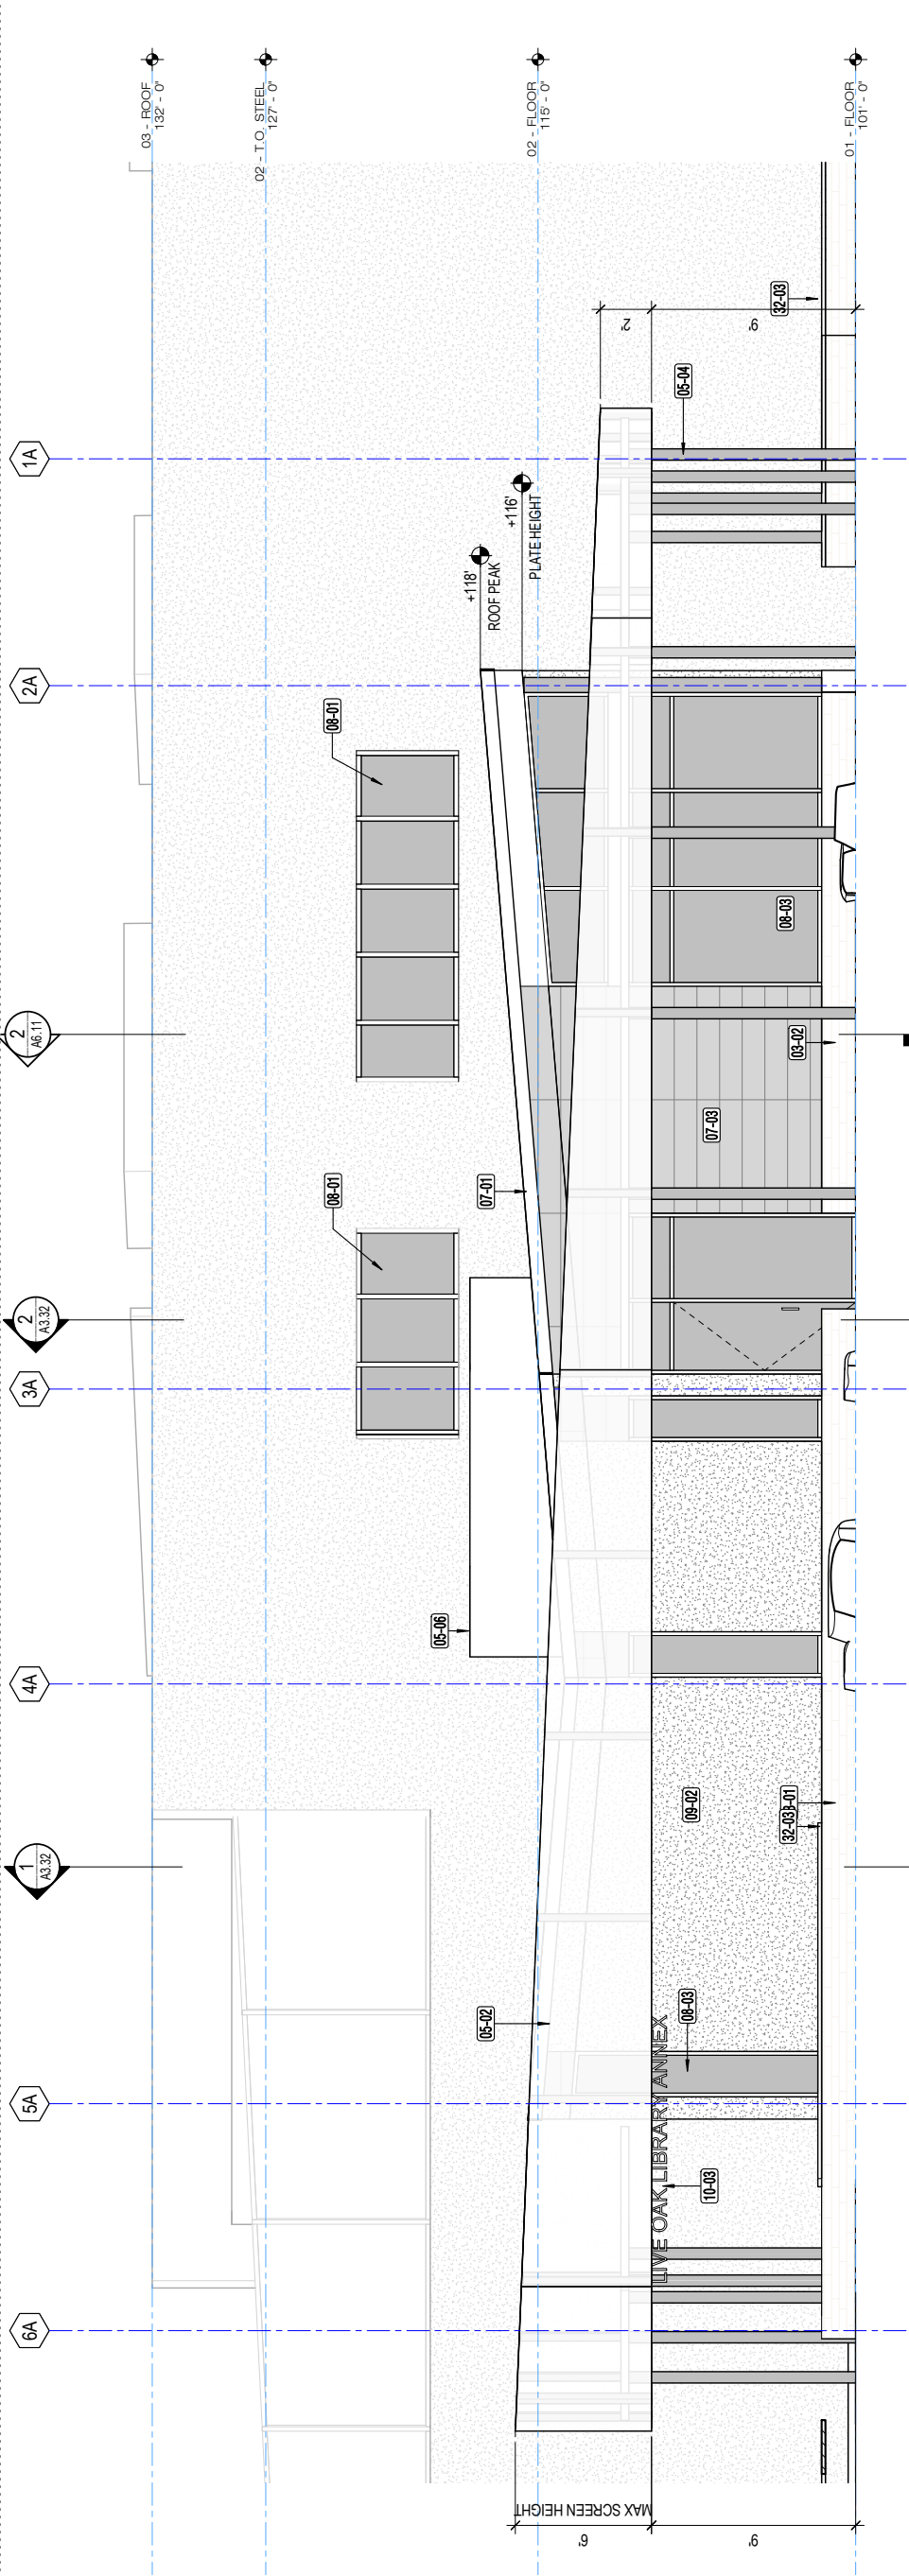 6A
5A
1
A3.32
4A
3A
2
A3.32
2
A6.11
2A
1A
03 - ROOF
132' - 0"
02 - T.O. STEEL
127' - 0"
02 - FLOOR
115' - 0"
01 - FLOOR
101' - 0"
08-01
08-01
+118'
ROOF PEAK
+116'
PLATE HEIGHT
05-06
07-01
05-02
MAX SCREEN HEIGHT
6'
9'
2'
9'
05-04
32-03
LIVE OAK LIBRARY ANNEX
10-03
08-03
09-02
32-03
3-01
07-03
03-02
08-03